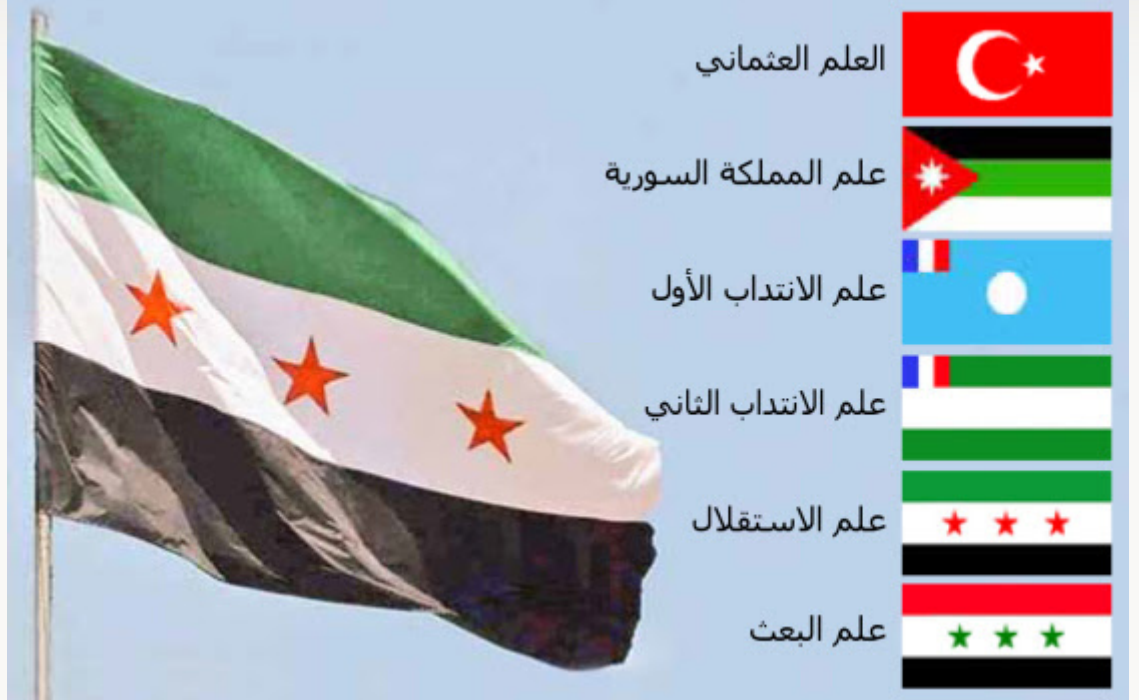 العلم العثماني
علم المملكة السورية
علم الانتداب الأول
علم الانتداب الثاني
علم الاستقلال
علم البعث